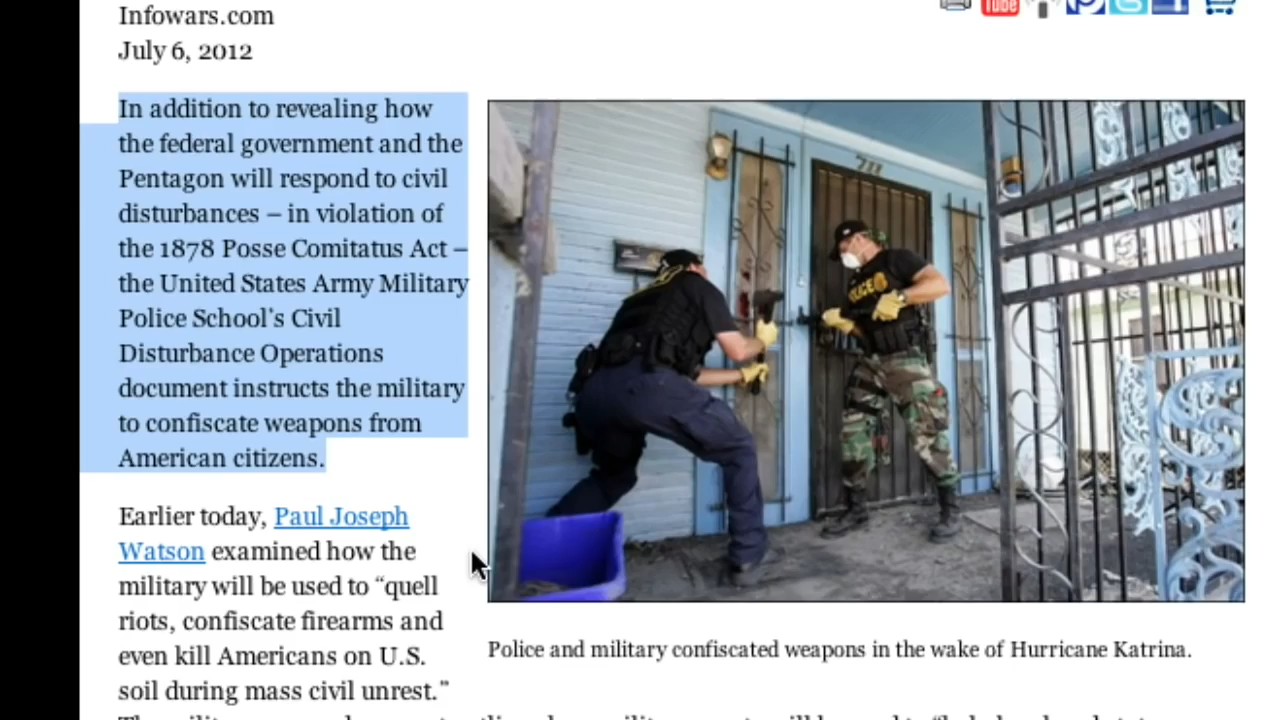 Infowars.com
July 6, 2012
In addition to revealing how
the federal government and the
Pentagon will respond to civil
disturbances – in violation of
the 1878 Posse Comitatus Act –
the United States Army Military
Police School's Civil
Disturbance Operations
document instructs the military
to confiscate weapons from
American citizens.
Earlier today, Paul Joseph
Watson examined how the
military will be used to “quell
riots, confiscate firearms and
even kill Americans on U.S.
soil during mass civil unrest.”
Tube
711
POLICE
Police and military confiscated weapons in the wake of Hurricane Katrina.